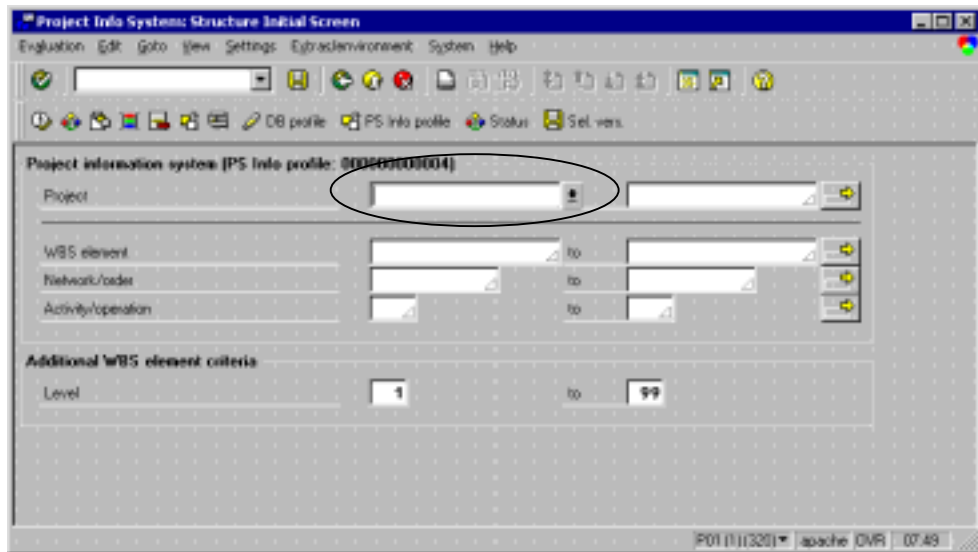 Project Info System: Structure Initial Screen
Evaluation Edit Goto View Settings Extras/environment System Help
DB profile PS Info profile Status Sel. vers.
Project information system (PS Info profile: 000000000004)
Project
WBS element to
Network/order to
Activity/operation to
Additional WBS element criteria
Level 1 to 99
P01 (1) (320) apache OVR 07:49